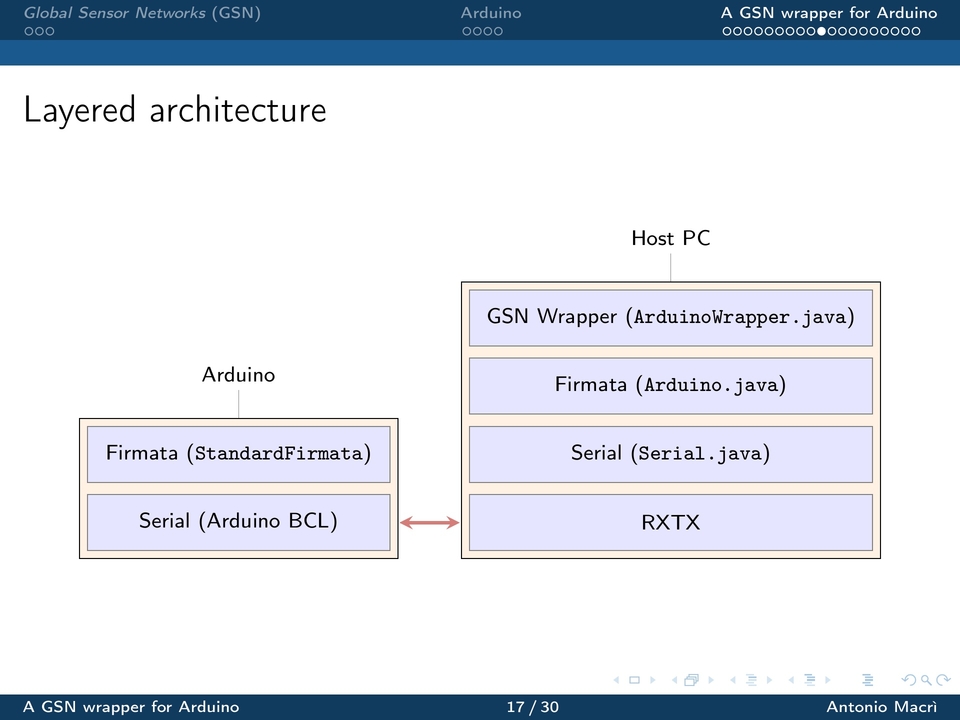 Global Sensor Networks (GSN) Arduino A GSN wrapper for Arduino
Layered architecture
Host PC
GSN Wrapper (ArduinoWrapper.java)
Firmata (Arduino.java)
Serial (Serial.java)
RXTX
Arduino
Firmata (StandardFirmata)
Serial (Arduino BCL)
A GSN wrapper for Arduino 17 / 30 Antonio Macrì